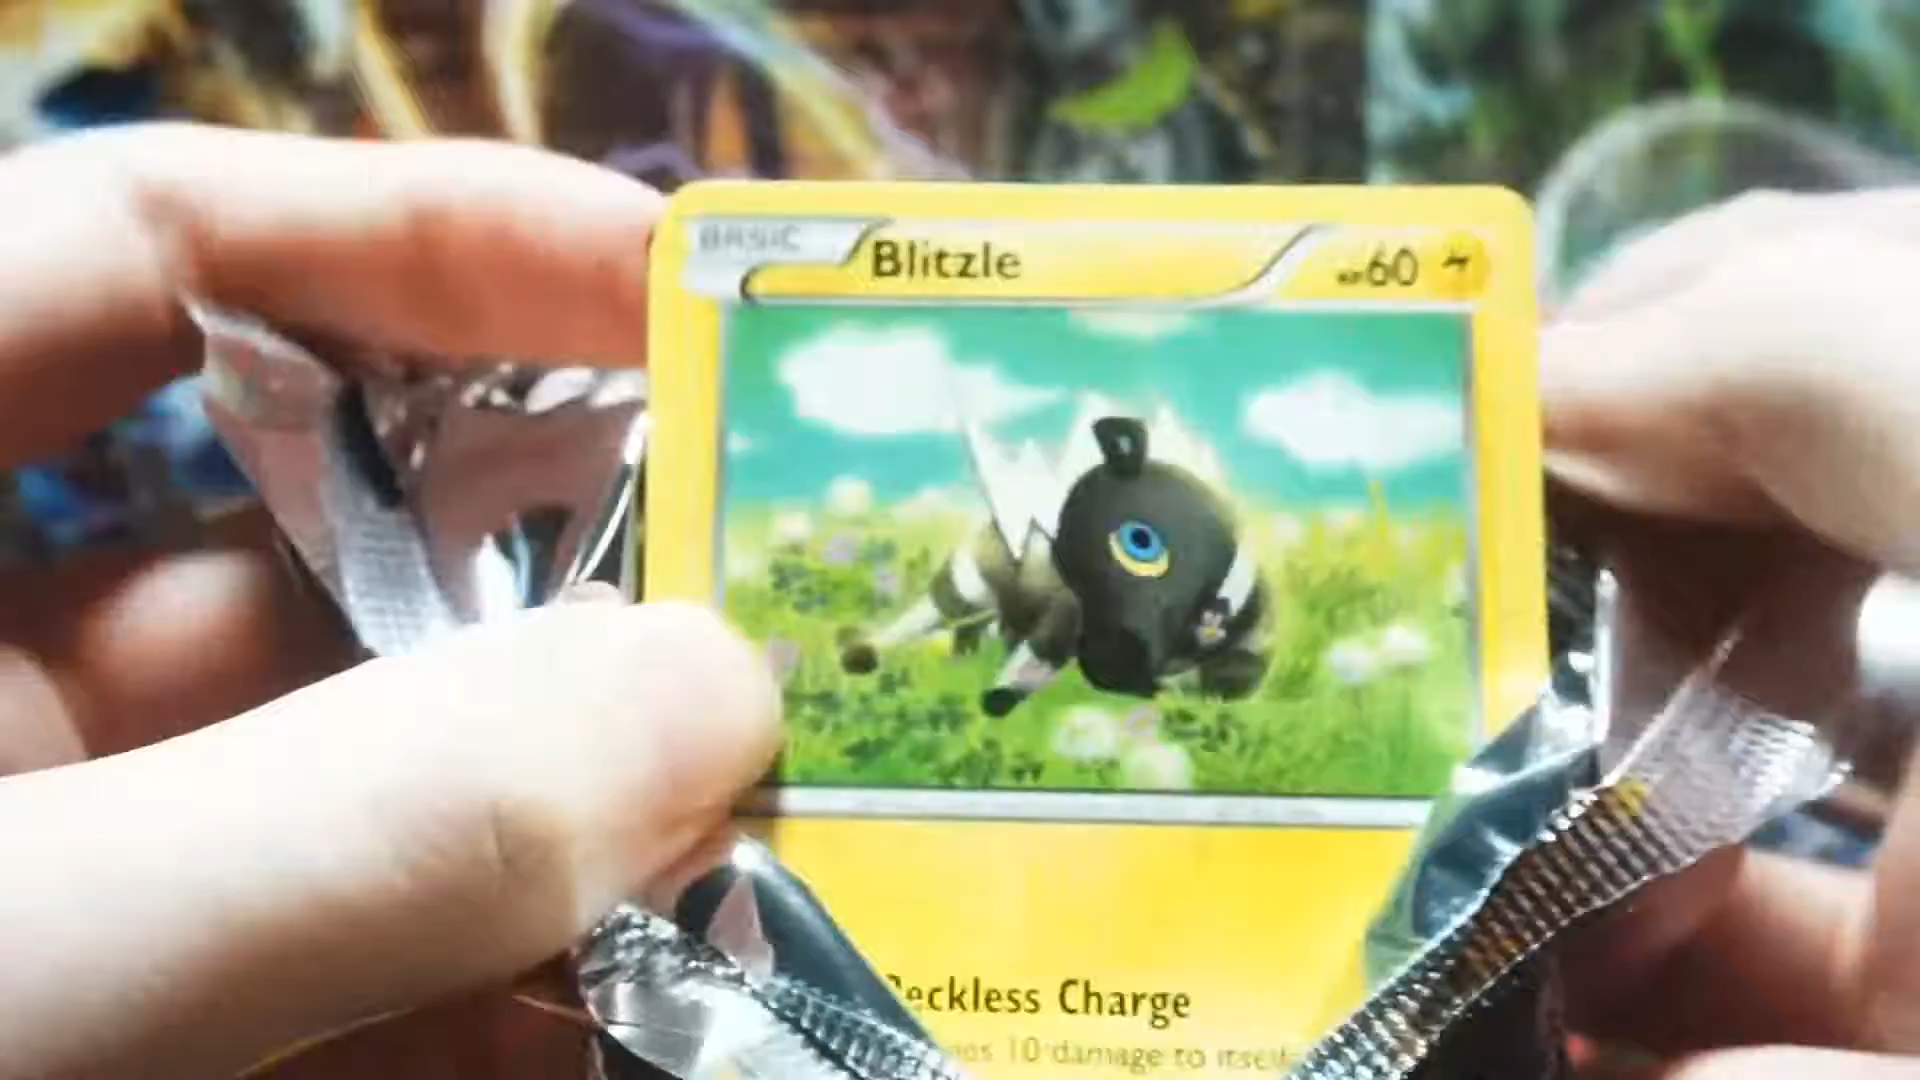 BASIC
Blitzle
HP60
Reckless Charge
10 damage to itself